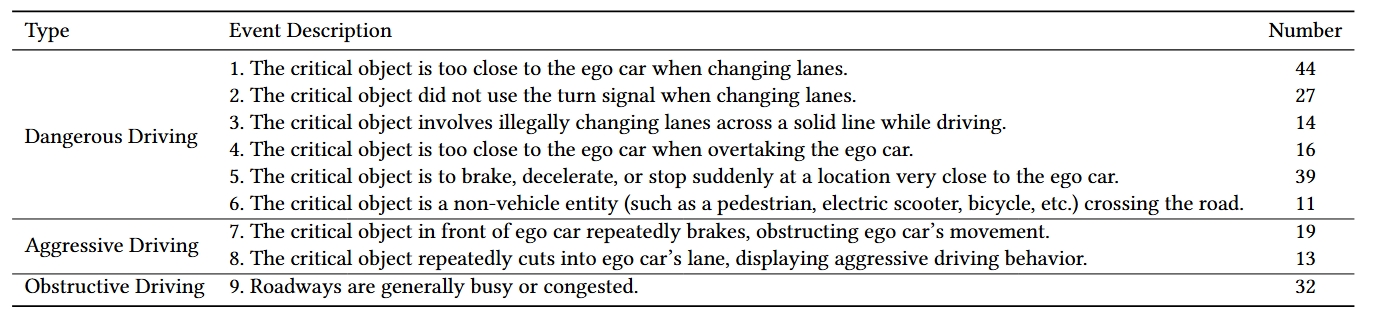 Type Event Description Number
1. The critical object is too close to the ego car when changing lanes. 44
2. The critical object did not use the turn signal when changing lanes. 27
3. The critical object involves illegally changing lanes across a solid line while driving. 14
Dangerous Driving
4. The critical object is too close to the ego car when overtaking the ego car. 16
5. The critical object is to brake, decelerate, or stop suddenly at a location very close to the ego car. 39
6. The critical object is a non-vehicle entity (such as a pedestrian, electric scooter, bicycle, etc.) crossing the road. 11
7. The critical object in front of ego car repeatedly brakes, obstructing ego car's movement. 19
Aggressive Driving
8. The critical object repeatedly cuts into ego car's lane, displaying aggressive driving behavior. 13
Obstructive Driving 9. Roadways are generally busy or congested. 32